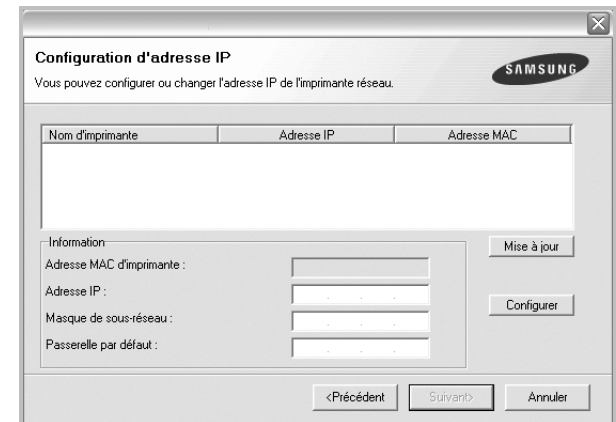 Configuration d'adresse IP
Vous pouvez configurer ou changer l'adresse IP de l'imprimante réseau.
SAMSUNG
Nom d'imprimante Adresse IP Adresse MAC
Information
Mise à jour
Adresse MAC d'imprimante :
Adresse IP :
Configurer
Masque de sous-réseau :
Passerelle par défaut :
<Précédent Suivant> Annuler